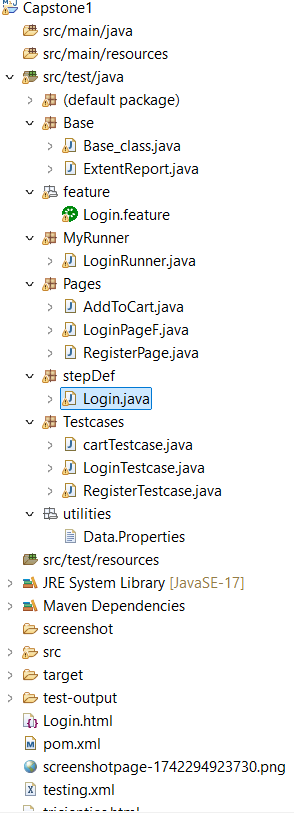 Capstone1
src/main/java
src/main/resources
src/test/java
(default package)
Base
Base_class.java
ExtentReport.java
feature
Login.feature
MyRunner
LoginRunner.java
Pages
AddToCart.java
LoginPageF.java
RegisterPage.java
stepDef
Login.java
Testcases
cartTestcase.java
LoginTestcase.java
RegisterTestcase.java
utilities
Data.Properties
src/test/resources
JRE System Library [JavaSE-17]
Maven Dependencies
screenshot
src
target
test-output
Login.html
pom.xml
screenshotpage-1742294923730.png
testing.xml